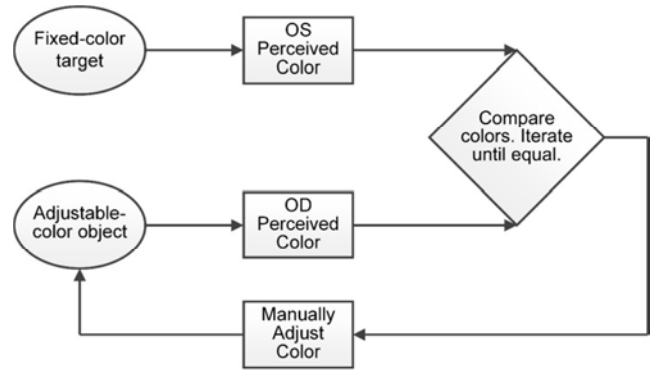 Fixed-color
target
OS
Perceived
Color
Compare
colors. Iterate
until equal.
Adjustable-
color object
OD
Perceived
Color
Manually
Adjust
Color